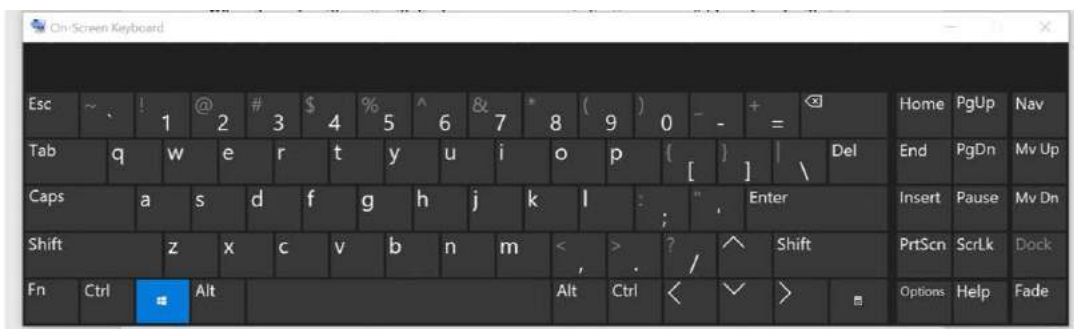 On-Screen Keyboard
Esc ~ ` ! 1 @ 2 # 3 $ 4 % 5 ^ 6 & 7 * 8 ( 9 ) 0 _ - + = Home PgUp Nav
Tab q w e r t y u i o p { [ } ] | \ Del End PgDn Mv Up
Caps a s d f g h j k l : ; " ' Enter Insert Pause Mv Dn
Shift z x c v b n m < , > . ? / Shift PrtScn ScrLk Dock
Fn Ctrl Alt Alt Ctrl Options Help Fade